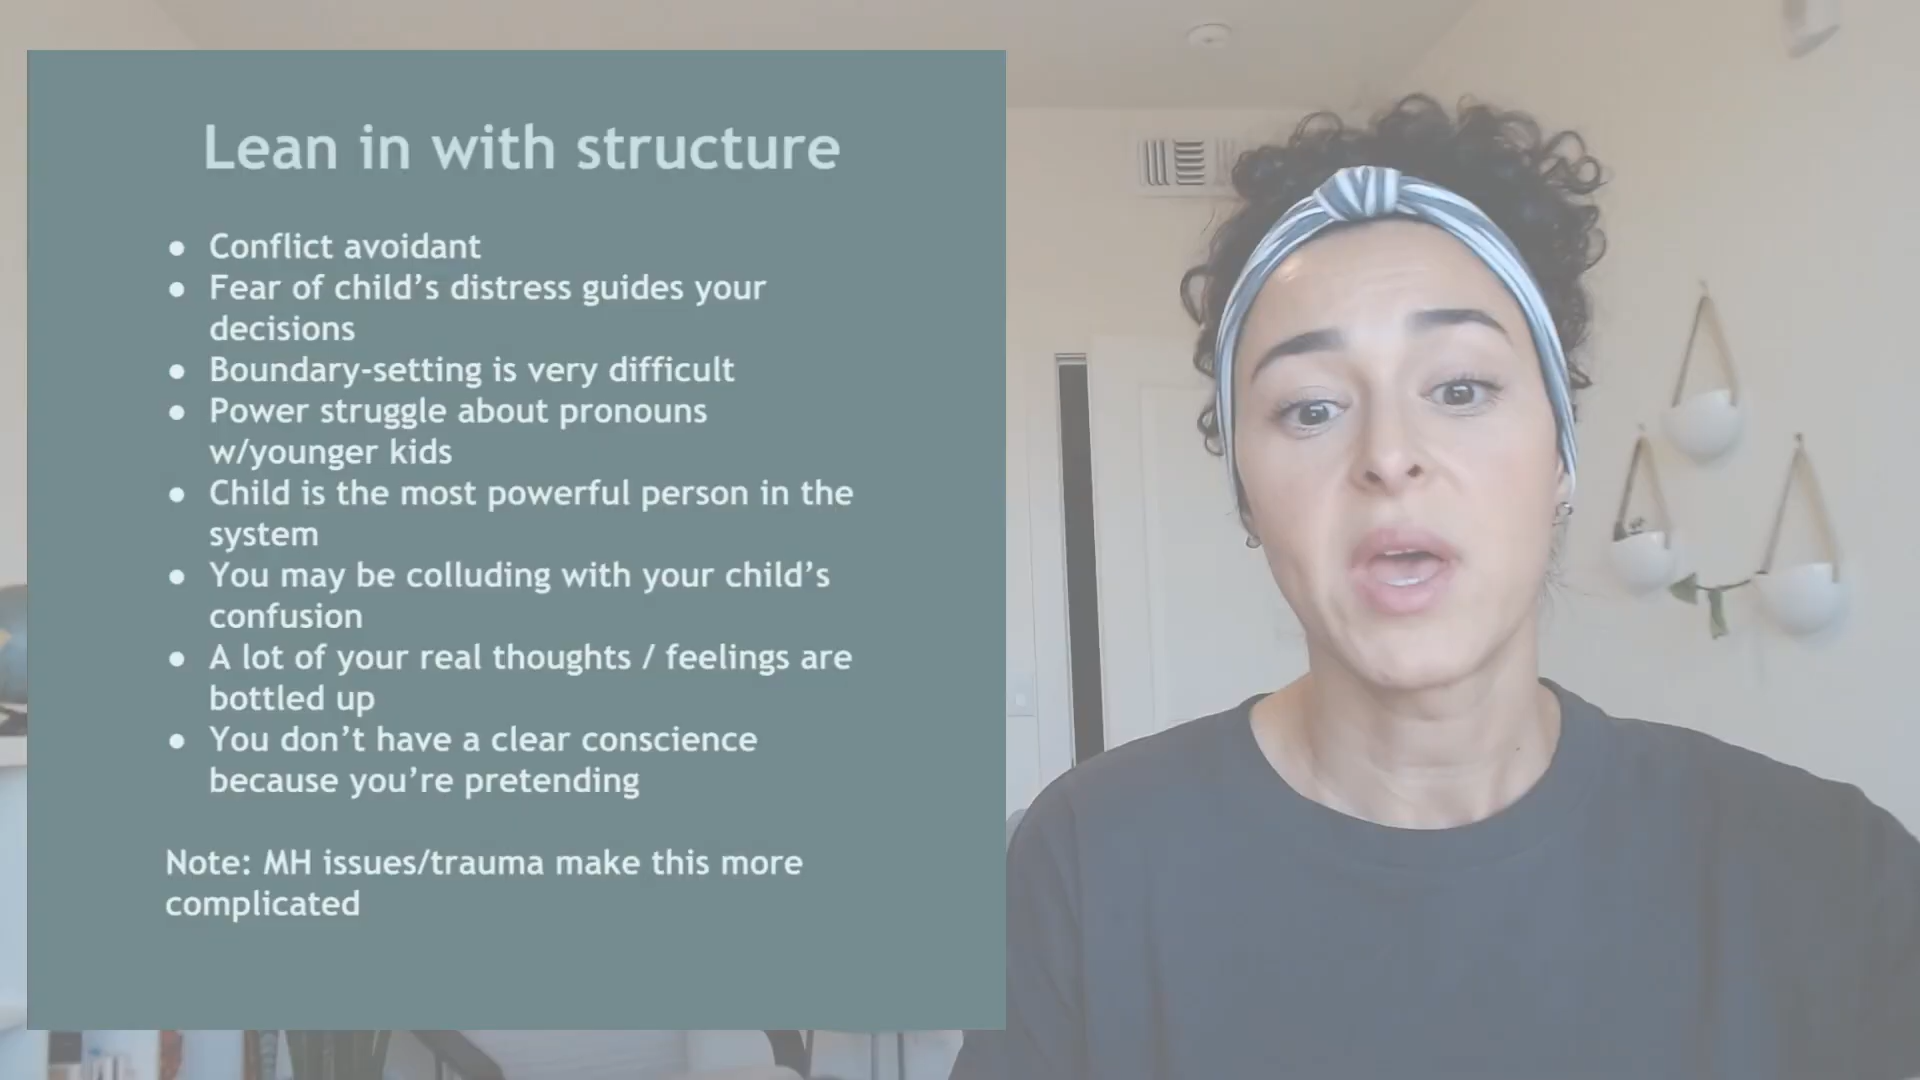 Lean in with structure
● Conflict avoidant
● Fear of child’s distress guides your
decisions
● Boundary-setting is very difficult
● Power struggle about pronouns
w/younger kids
● Child is the most powerful person in the
system
● You may be colluding with your child’s
confusion
● A lot of your real thoughts / feelings are
bottled up
● You don’t have a clear conscience
because you’re pretending
Note: MH issues/trauma make this more
complicated